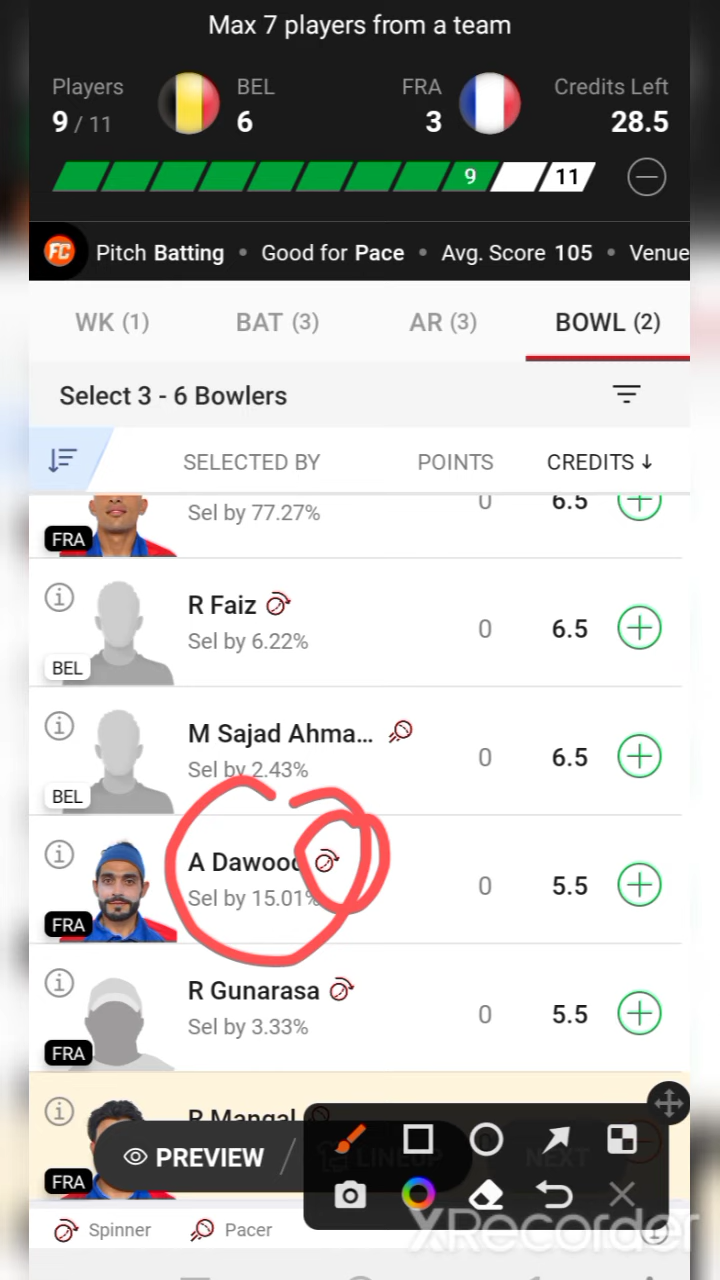 Max 7 players from a team
Players BEL FRA Credits Left
9 / 11 6 3 28.5
9 11
FC Pitch Batting • Good for Pace • Avg. Score 105 • Venue
WK (1) BAT (3) AR (3) BOWL (2)
Select 3 - 6 Bowlers
SELECTED BY POINTS CREDITS ↓
Sel by 77.27% 0 6.5
FRA
R Faiz
Sel by 6.22% 0 6.5
BEL
M Sajad Ahma...
Sel by 2.43% 0 6.5
BEL
A Dawood
Sel by 15.01% 0 5.5
FRA
R Gunarasa
Sel by 3.33% 0 5.5
FRA
R Mangal
PREVIEW / LINEUP NEXT
FRA
Spinner Pacer
XRecorder